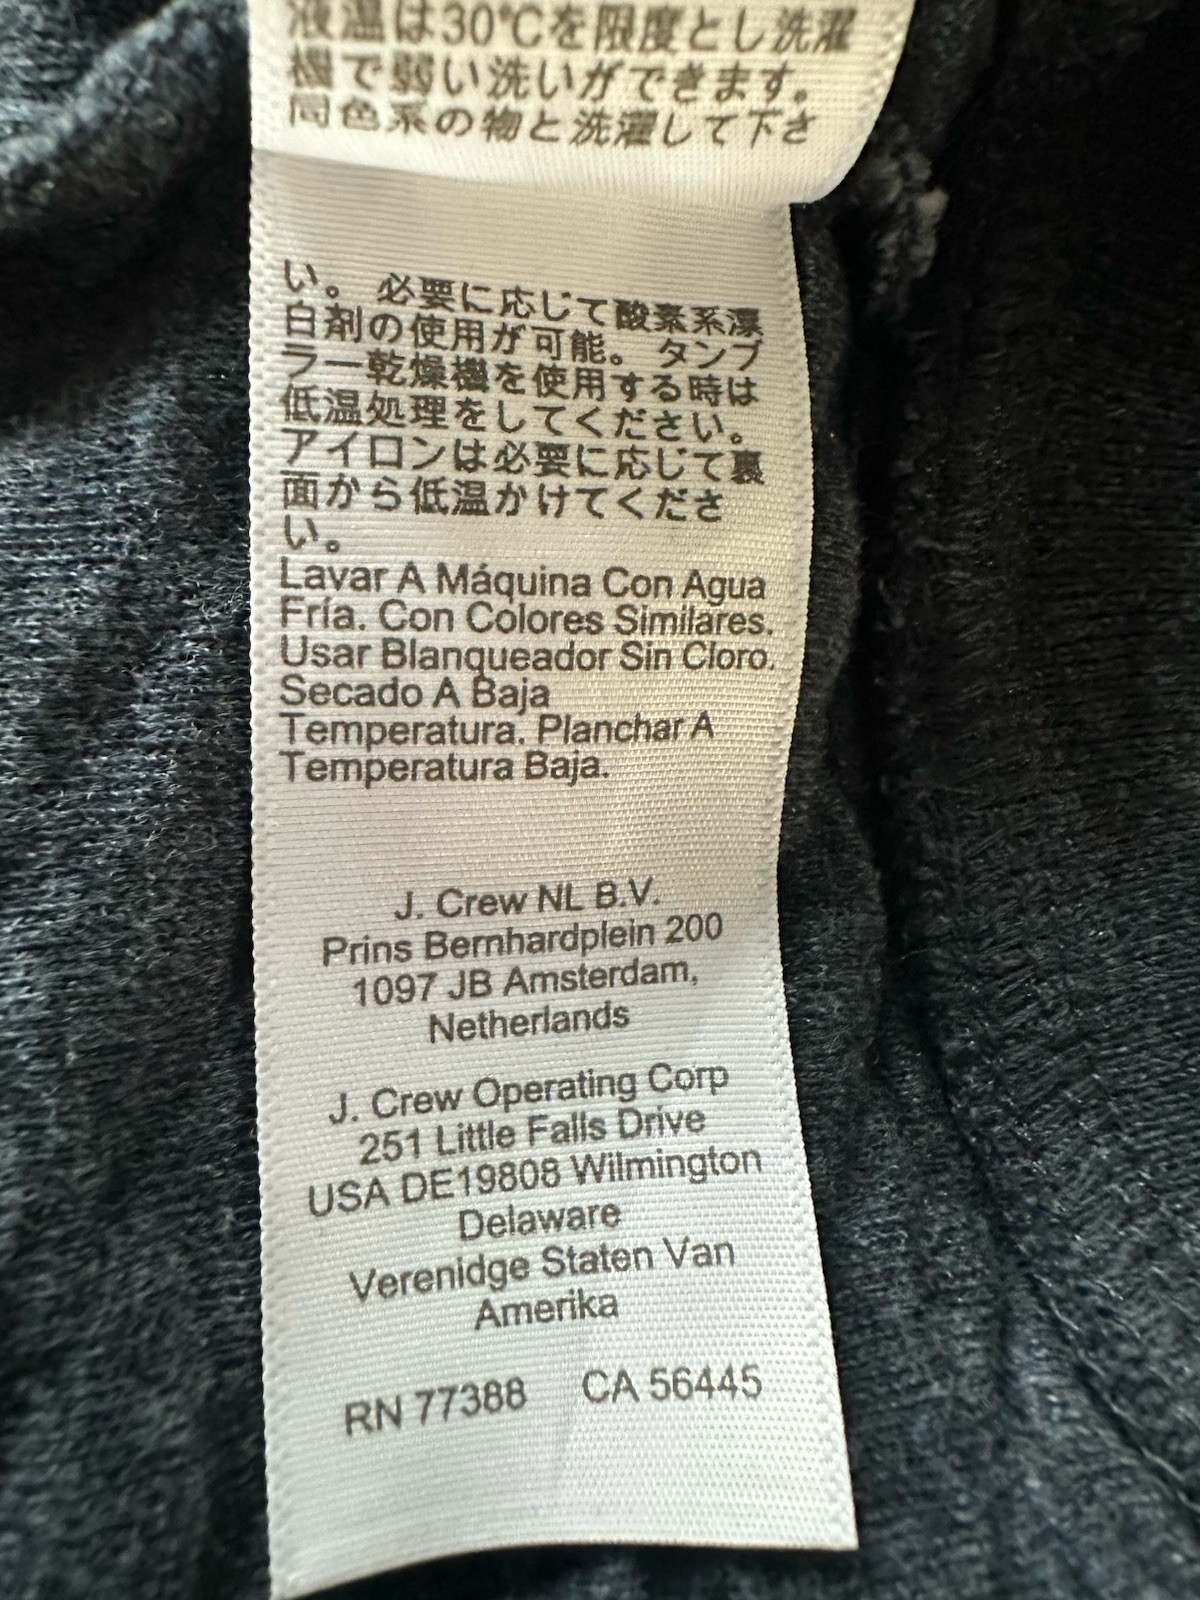 液温は30℃を限度とし洗濯
機で弱い洗いができます。
同色系の物と洗濯して下さ
い。 必要に応じて酸素系漂
白剤の使用が可能。 タンブ
ラー乾燥機を使用する時は
低温処理をしてください。
アイロンは必要に応じて裏
面から低温かけてくださ
い。
Lavar A Máquina Con Agua
Fría. Con Colores Similares.
Usar Blanqueador Sin Cloro.
Secado A Baja
Temperatura. Planchar A
Temperatura Baja.
J. Crew NL B.V.
Prins Bernhardplein 200
1097 JB Amsterdam,
Netherlands
J. Crew Operating Corp
251 Little Falls Drive
USA DE19808 Wilmington
Delaware
Verenidge Staten Van
Amerika
RN 77388 CA 56445